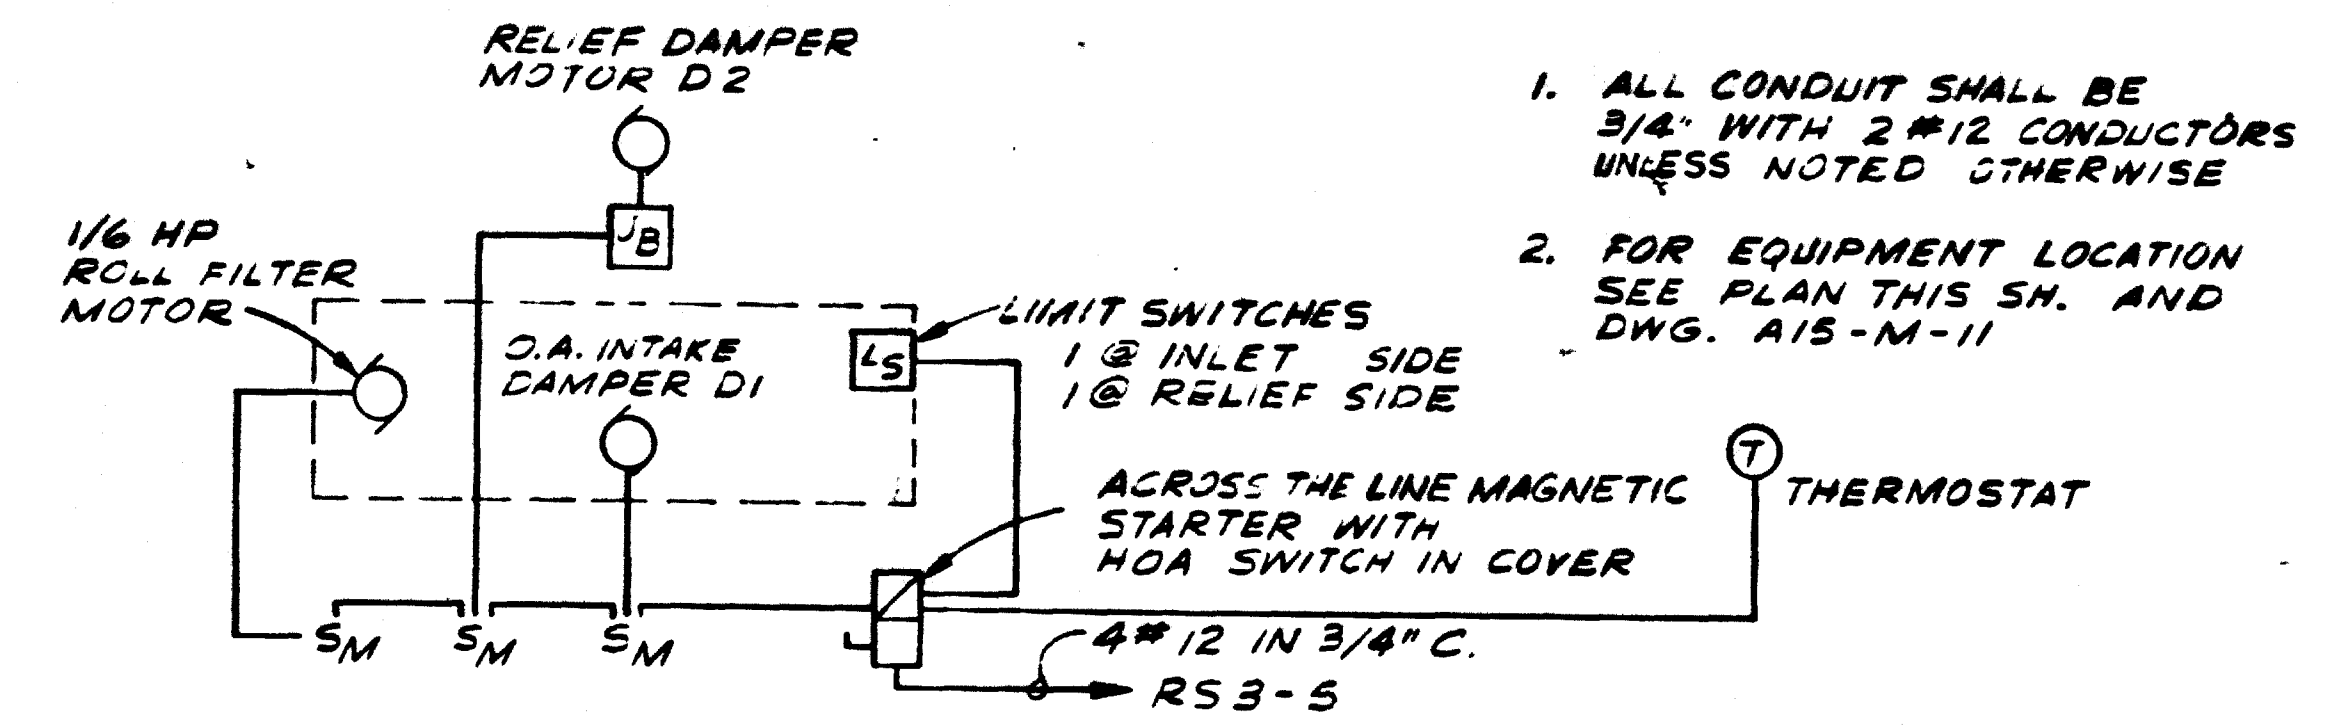 RELIEF DAMPER
MOTOR D2
1. ALL CONDUIT SHALL BE
3/4" WITH 2 #12 CONDUCTORS
UNLESS NOTED OTHERWISE
2. FOR EQUIPMENT LOCATION
SEE PLAN THIS SH. AND
DWG. A15-M-11
JB
1/6 HP
ROLL FILTER
MOTOR
O.A. INTAKE
DAMPER D1
LS
LIMIT SWITCHES
1 @ INLET SIDE
1 @ RELIEF SIDE
T
THERMOSTAT
ACROSS THE LINE MAGNETIC
STARTER WITH
HOA SWITCH IN COVER
SM SM SM
4#12 IN 3/4" C.
RS3-5